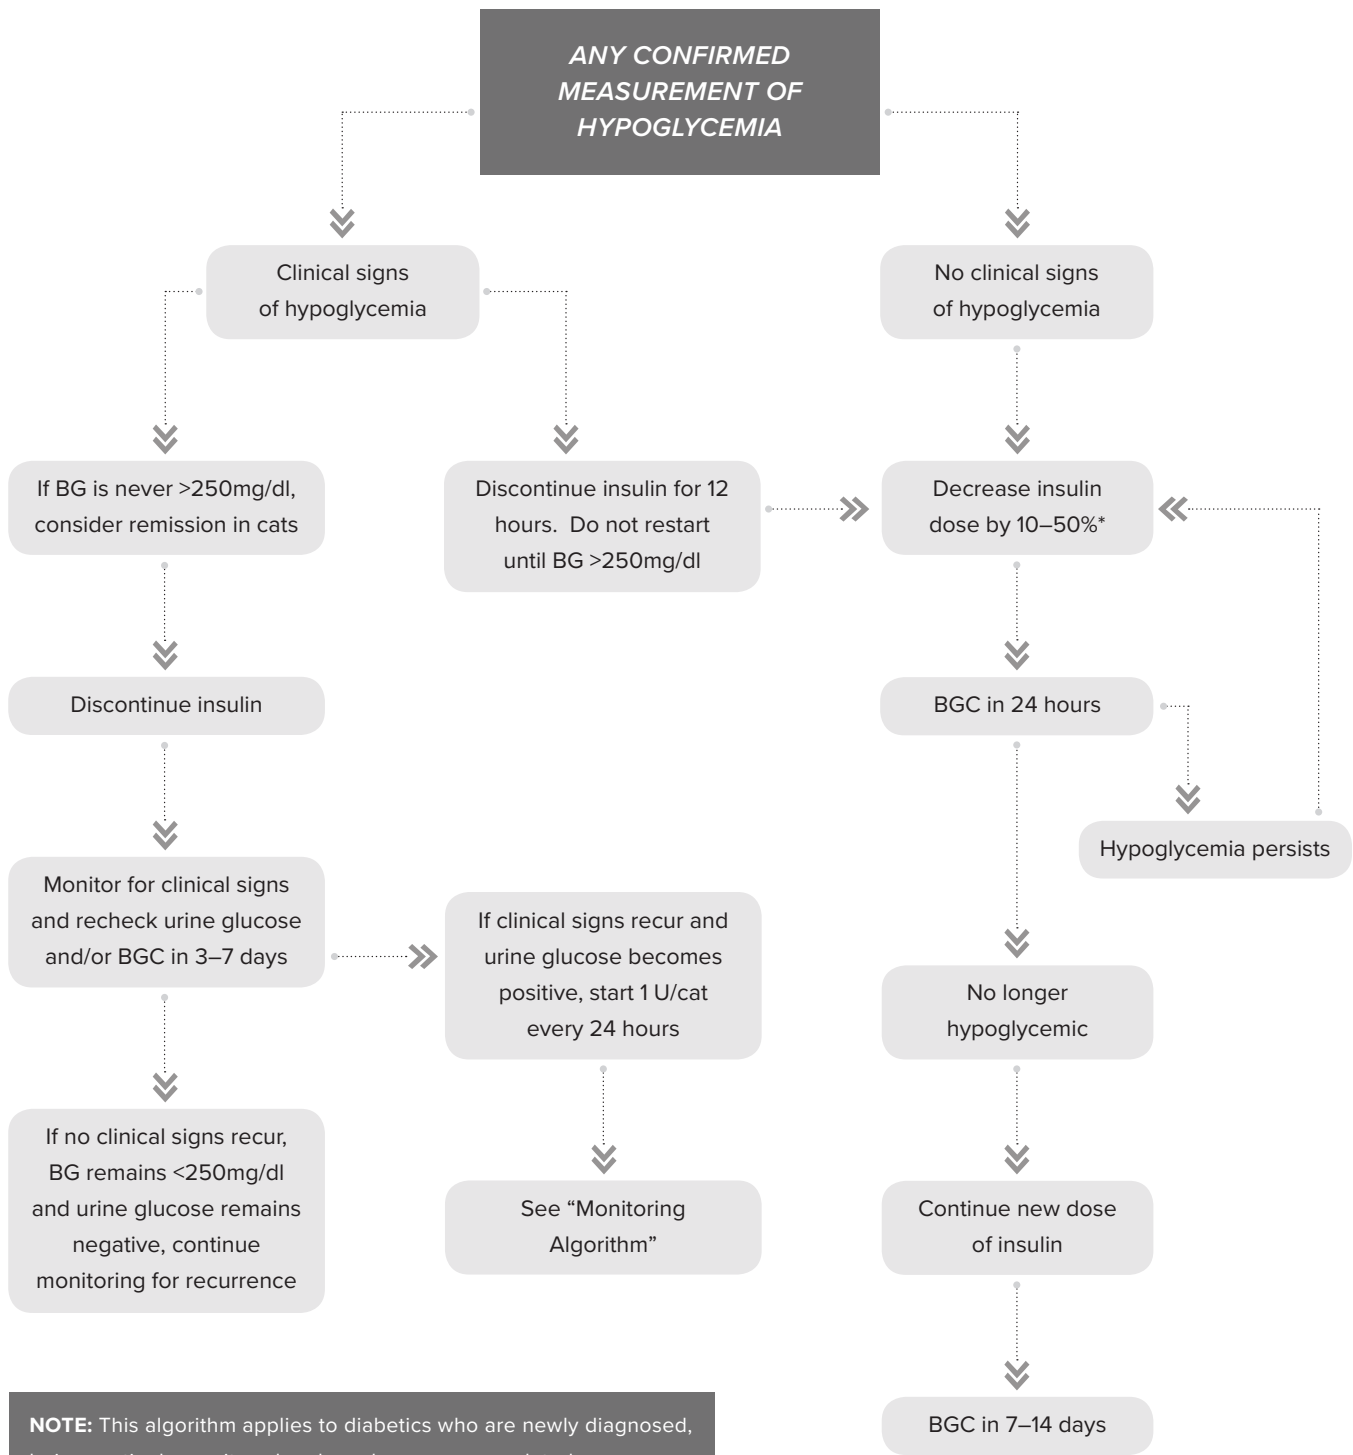 ANY CONFIRMED
MEASUREMENT OF
HYPOGLYCEMIA
Clinical signs
of hypoglycemia
No clinical signs
of hypoglycemia
If BG is never >250mg/dl,
consider remission in cats
Discontinue insulin for 12
hours. Do not restart
until BG >250mg/dl
Decrease insulin
dose by 10–50%*
Discontinue insulin
BGC in 24 hours
Hypoglycemia persists
Monitor for clinical signs
and recheck urine glucose
and/or BGC in 3–7 days
If clinical signs recur and
urine glucose becomes
positive, start 1 U/cat
every 24 hours
No longer
hypoglycemic
If no clinical signs recur,
BG remains <250mg/dl
and urine glucose remains
negative, continue
monitoring for recurrence
See “Monitoring
Algorithm”
Continue new dose
of insulin
BGC in 7–14 days
NOTE: This algorithm applies to diabetics who are newly diagnosed,